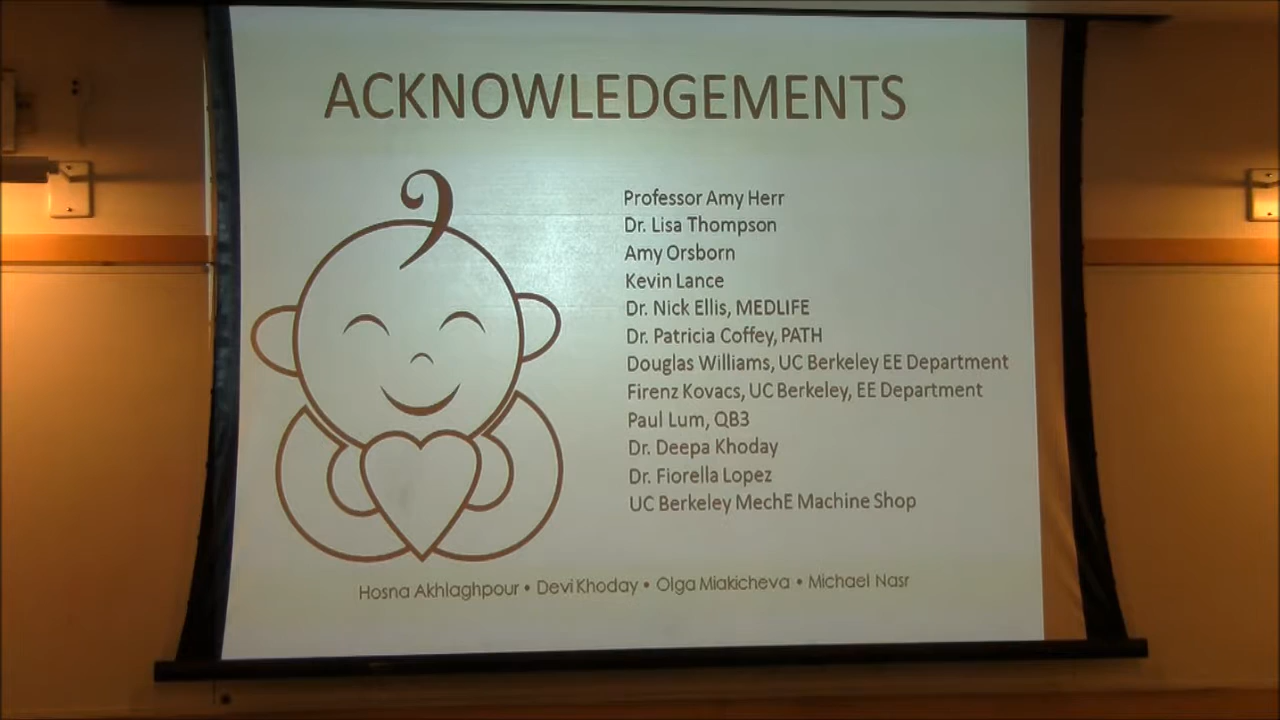 ACKNOWLEDGEMENTS
Professor Amy Herr
Dr. Lisa Thompson
Amy Orsborn
Kevin Lance
Dr. Nick Ellis, MEDLIFE
Dr. Patricia Coffey, PATH
Douglas Williams, UC Berkeley EE Department
Firenz Kovacs, UC Berkeley, EE Department
Paul Lum, QB3
Dr. Deepa Khoday
Dr. Fiorella Lopez
UC Berkeley MechE Machine Shop
Hosna Akhlaghpour • Devi Khoday • Olga Miakicheva • Michael Nasr